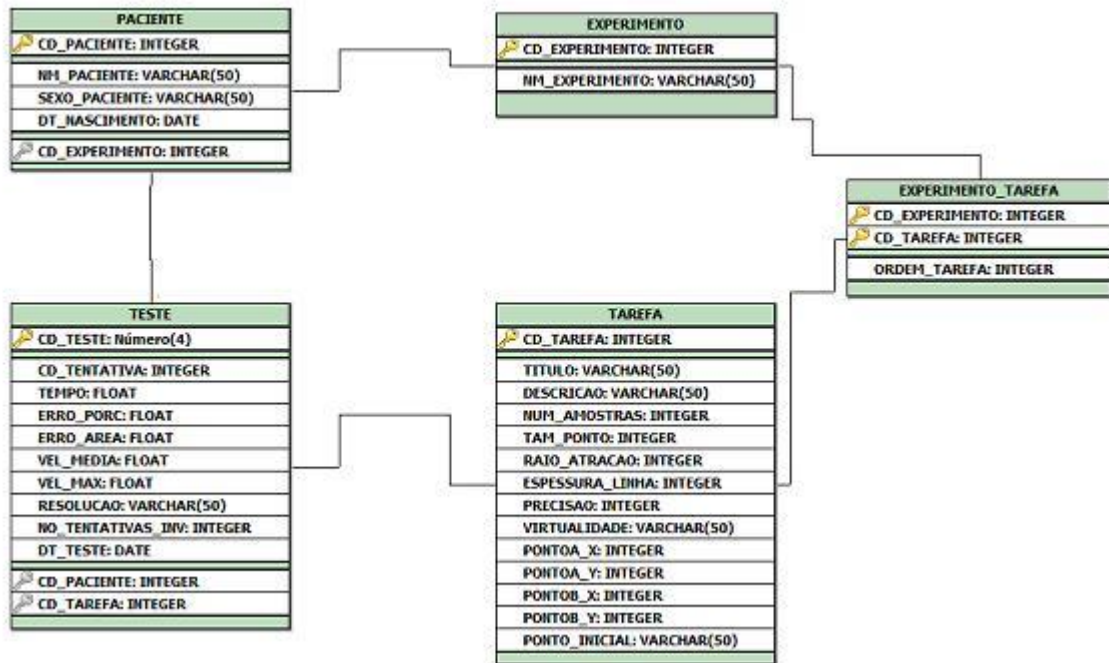 PACIENTE
CD_PACIENTE: INTEGER
NM_PACIENTE: VARCHAR(50)
SEXO_PACIENTE: VARCHAR(50)
DT_NASCIMENTO: DATE
CD_EXPERIMENTO: INTEGER
EXPERIMENTO
CD_EXPERIMENTO: INTEGER
NM_EXPERIMENTO: VARCHAR(50)
EXPERIMENTO_TAREFA
CD_EXPERIMENTO: INTEGER
CD_TAREFA: INTEGER
ORDEM_TAREFA: INTEGER
TESTE
CD_TESTE: Número(4)
CD_TENTATIVA: INTEGER
TEMPO: FLOAT
ERRO_PORC: FLOAT
ERRO_AREA: FLOAT
VEL_MEDIA: FLOAT
VEL_MAX: FLOAT
RESOLUCAO: VARCHAR(50)
NO_TENTATIVAS_INV: INTEGER
DT_TESTE: DATE
CD_PACIENTE: INTEGER
CD_TAREFA: INTEGER
TAREFA
CD_TAREFA: INTEGER
TITULO: VARCHAR(50)
DESCRICAO: VARCHAR(50)
NUM_AMOSTRAS: INTEGER
TAM_PONTO: INTEGER
RAIO_ATRACAO: INTEGER
ESPESSURA_LINHA: INTEGER
PRECISAO: INTEGER
VIRTUALIDADE: VARCHAR(50)
PONTOA_X: INTEGER
PONTOA_Y: INTEGER
PONTOB_X: INTEGER
PONTOB_Y: INTEGER
PONTO_INICIAL: VARCHAR(50)